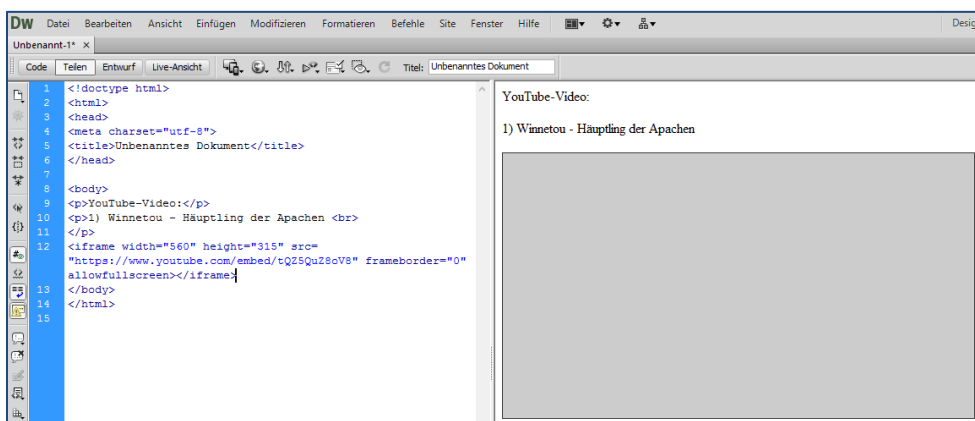 DW Datei Bearbeiten Ansicht Einfügen Modifizieren Formatieren Befehle Site Fenster Hilfe
Unbenannt-1* ×
Code Teilen Entwurf Live-Ansicht Titel: Unbenanntes Dokument
1 <!doctype html>
2 <html>
3 <head>
4 <meta charset="utf-8">
5 <title>Unbenanntes Dokument</title>
6 </head>
7
8 <body>
9 <p>YouTube-Video:</p>
10 <p>1) Winnetou - Häuptling der Apachen <br>
11 </p>
12 <iframe width="560" height="315" src=
"https://www.youtube.com/embed/tQZ5QuZ8oV8" frameborder="0"
allowfullscreen></iframe>
13 </body>
14 </html>
15
YouTube-Video:
1) Winnetou - Häuptling der Apachen